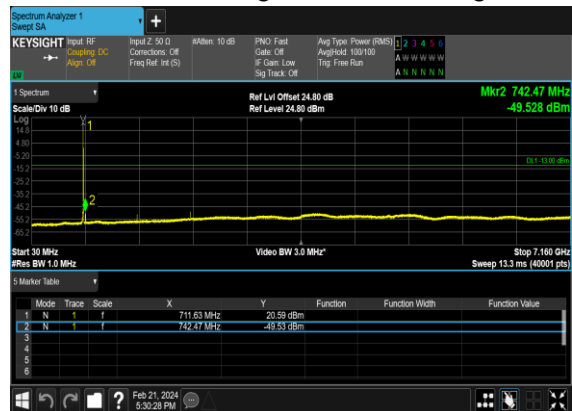 Spectrum Analyzer 1
Swept SA
+
KEYSIGHT Input: RF Input Z: 50 Ω #Atten: 10 dB PNO: Fast Avg Type: Power (RMS) 1 2 3 4 5 6
Coupling: DC Corrections: Off Gate: Off Avg|Hold: 100/100 A W W W W W
Align: Off Freq Ref: Int (S) IF Gain: Low Trig: Free Run
Sig Track: Off A N N N N N
1 Spectrum Ref Lvl Offset 24.80 dB Mkr2 742.47 MHz
Scale/Div 10 dB Ref Level 24.80 dBm -49.528 dBm
Log
14.8
4.80
-5.20
DL1 -13.00 dBm
-15.2
-25.2
-35.2
-45.2
-55.2
-65.2
1
2
Start 30 MHz Video BW 3.0 MHz* Stop 7.160 GHz
#Res BW 1.0 MHz Sweep 13.3 ms (40001 pts)
5 Marker Table
Mode Trace Scale X Y Function Function Width Function Value
1 N 1 f 711.63 MHz 20.59 dBm
2 N 1 f 742.47 MHz -49.53 dBm
3
4
5
6
? Feb 21, 2024
5:30:28 PM